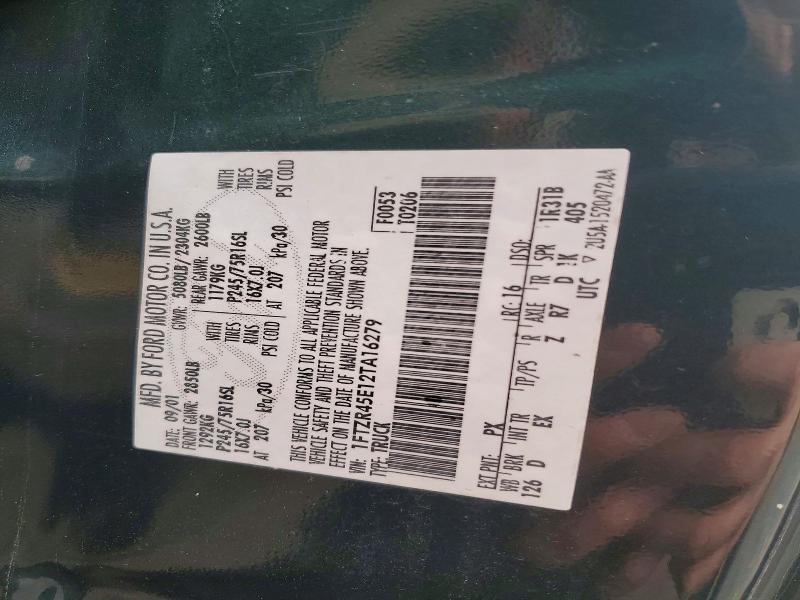 MFD. BY FORD MOTOR CO. IN U.S.A.
DATE: 09/01 GVWR: 5080LB/2304KG
FRONT GAWR: 2850LB REAR GAWR: 2600LB
1292KG WITH 1179KG WITH
P245/75R16SL TIRES P245/75R16SL TIRES
16X7.0J RIMS 16X7.0J RIMS
AT 207 kPa/30 PSI COLD AT 207 kPa/30 PSI COLD
THIS VEHICLE CONFORMS TO ALL APPLICABLE FEDERAL MOTOR
VEHICLE SAFETY AND THEFT PREVENTION STANDARDS IN
EFFECT ON THE DATE OF MANUFACTURE SHOWN ABOVE.
VIN: 1FTZR45E12TA16279 F0053
TYPE: TRUCK T0206
EXT PNT: PX RC: 16 DSO:
WB BRK INT TR TP/PS R AXLE TR SPR 1R31B
126 D EX Z R7 D K 405
UTC ▽ 2U5A1520472-AA